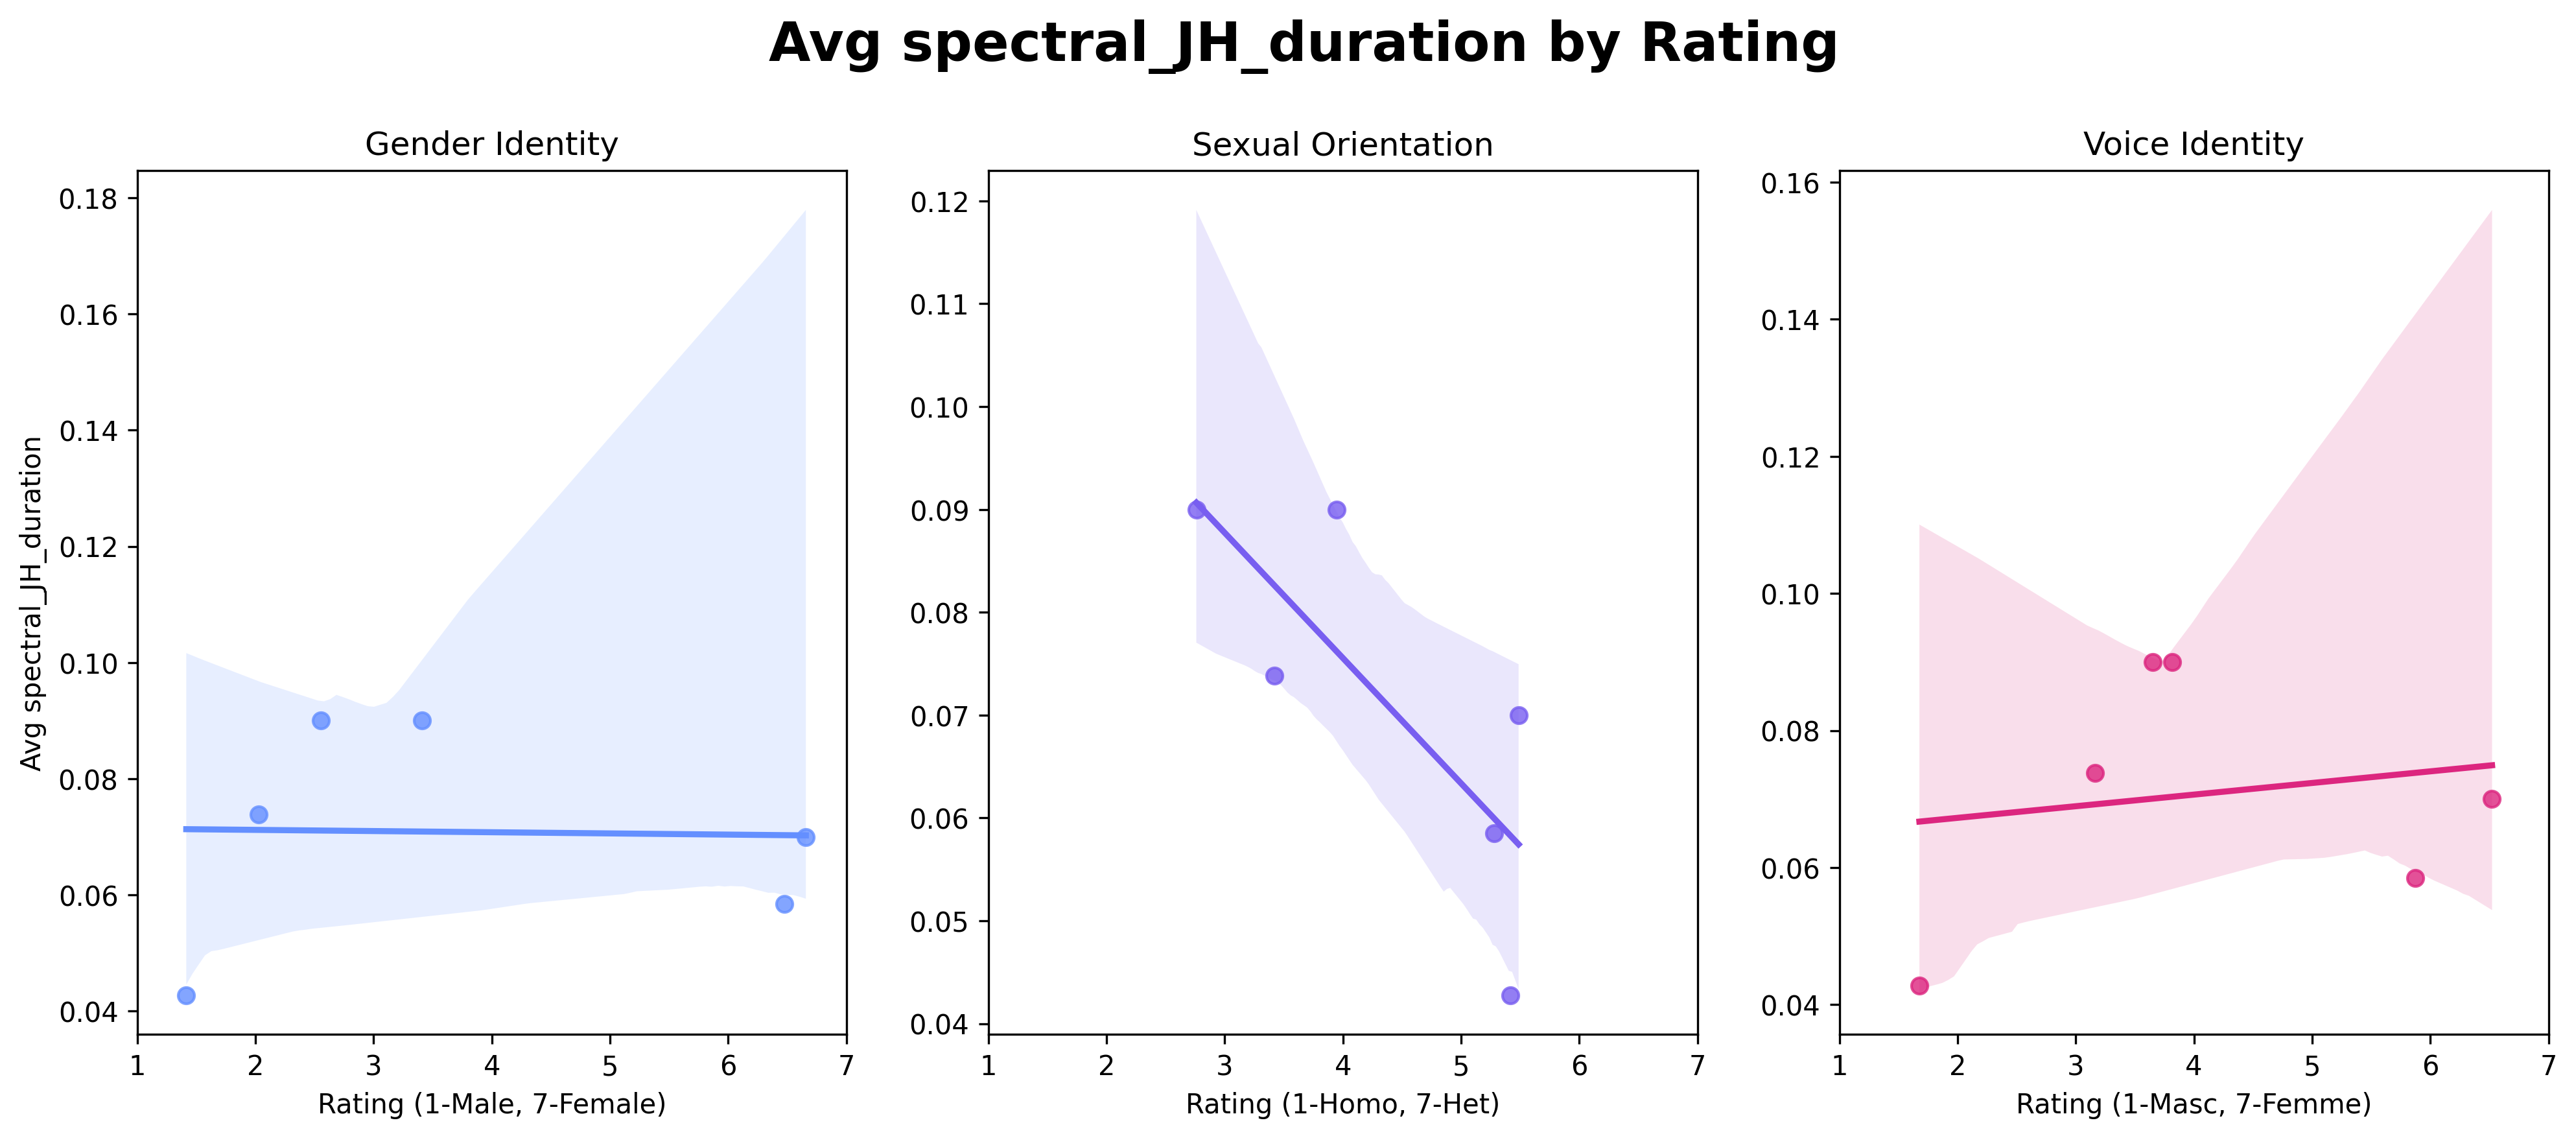 Avg spectral_JH_duration by Rating
Gender Identity
Avg spectral_JH_duration
0.18
0.16
0.14
0.12
0.10
0.08
0.06
0.04
1 2 3 4 5 6 7
Rating (1-Male, 7-Female)
Sexual Orientation
0.12
0.11
0.10
0.09
0.08
0.07
0.06
0.05
0.04
1 2 3 4 5 6 7
Rating (1-Homo, 7-Het)
Voice Identity
0.16
0.14
0.12
0.10
0.08
0.06
0.04
1 2 3 4 5 6 7
Rating (1-Masc, 7-Femme)